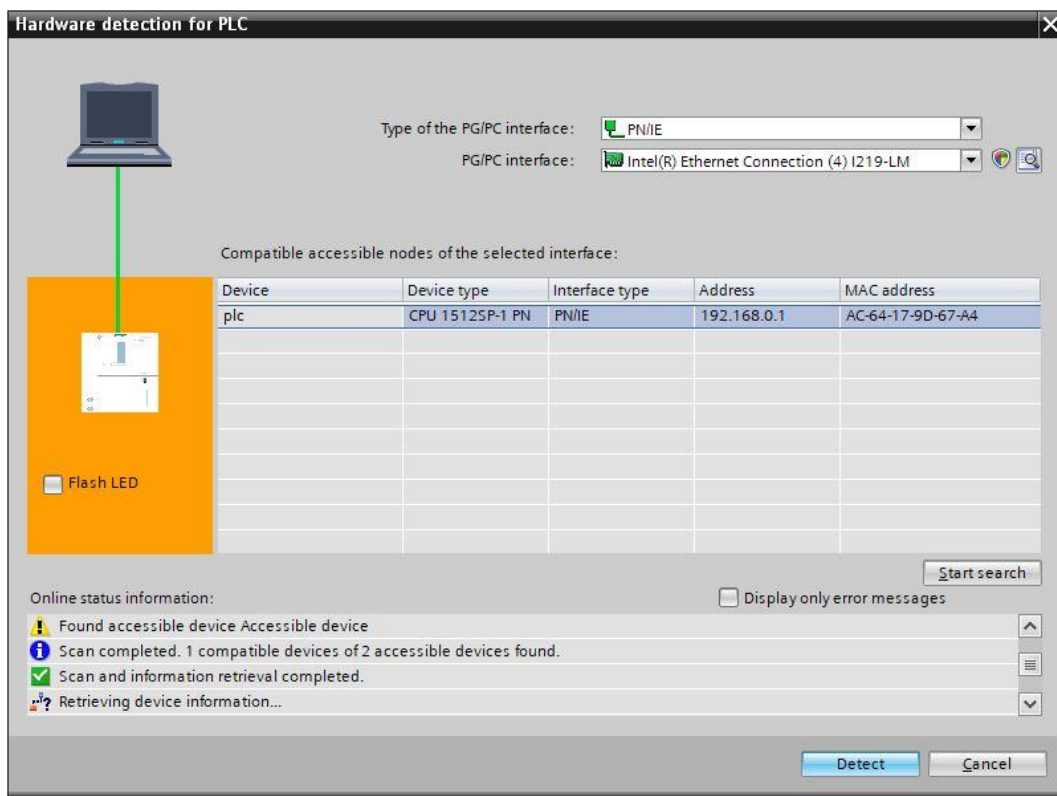 Hardware detection for PLC
Type of the PG/PC interface: PN/IE
PG/PC interface: Intel(R) Ethernet Connection (4) I219-LM
Compatible accessible nodes of the selected interface:
Device Device type Interface type Address MAC address
plc CPU 1512SP-1 PN PN/IE 192.168.0.1 AC-64-17-9D-67-A4
Flash LED
Start search
Online status information:
Display only error messages
Found accessible device Accessible device
Scan completed. 1 compatible devices of 2 accessible devices found.
Scan and information retrieval completed.
Retrieving device information...
Detect Cancel